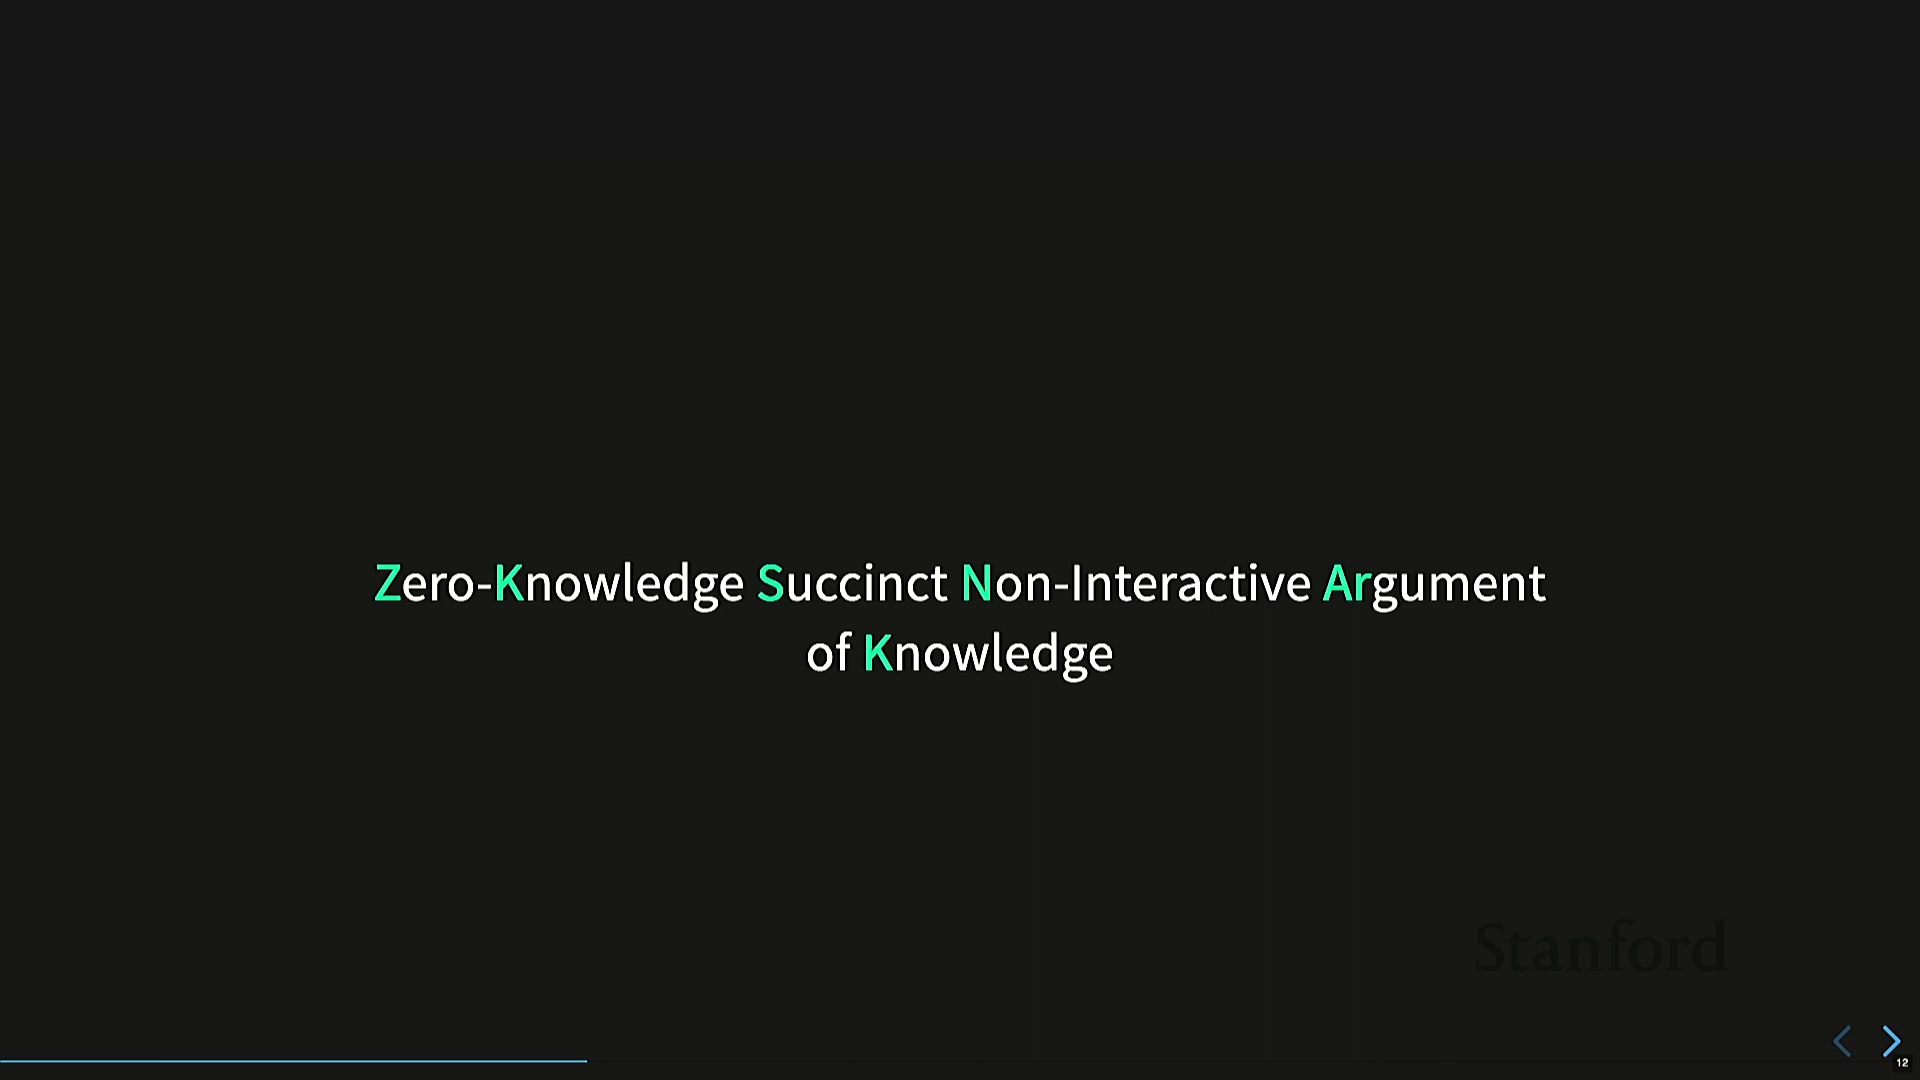 Zero-Knowledge Succinct Non-Interactive Argument
of Knowledge
Stanford
12